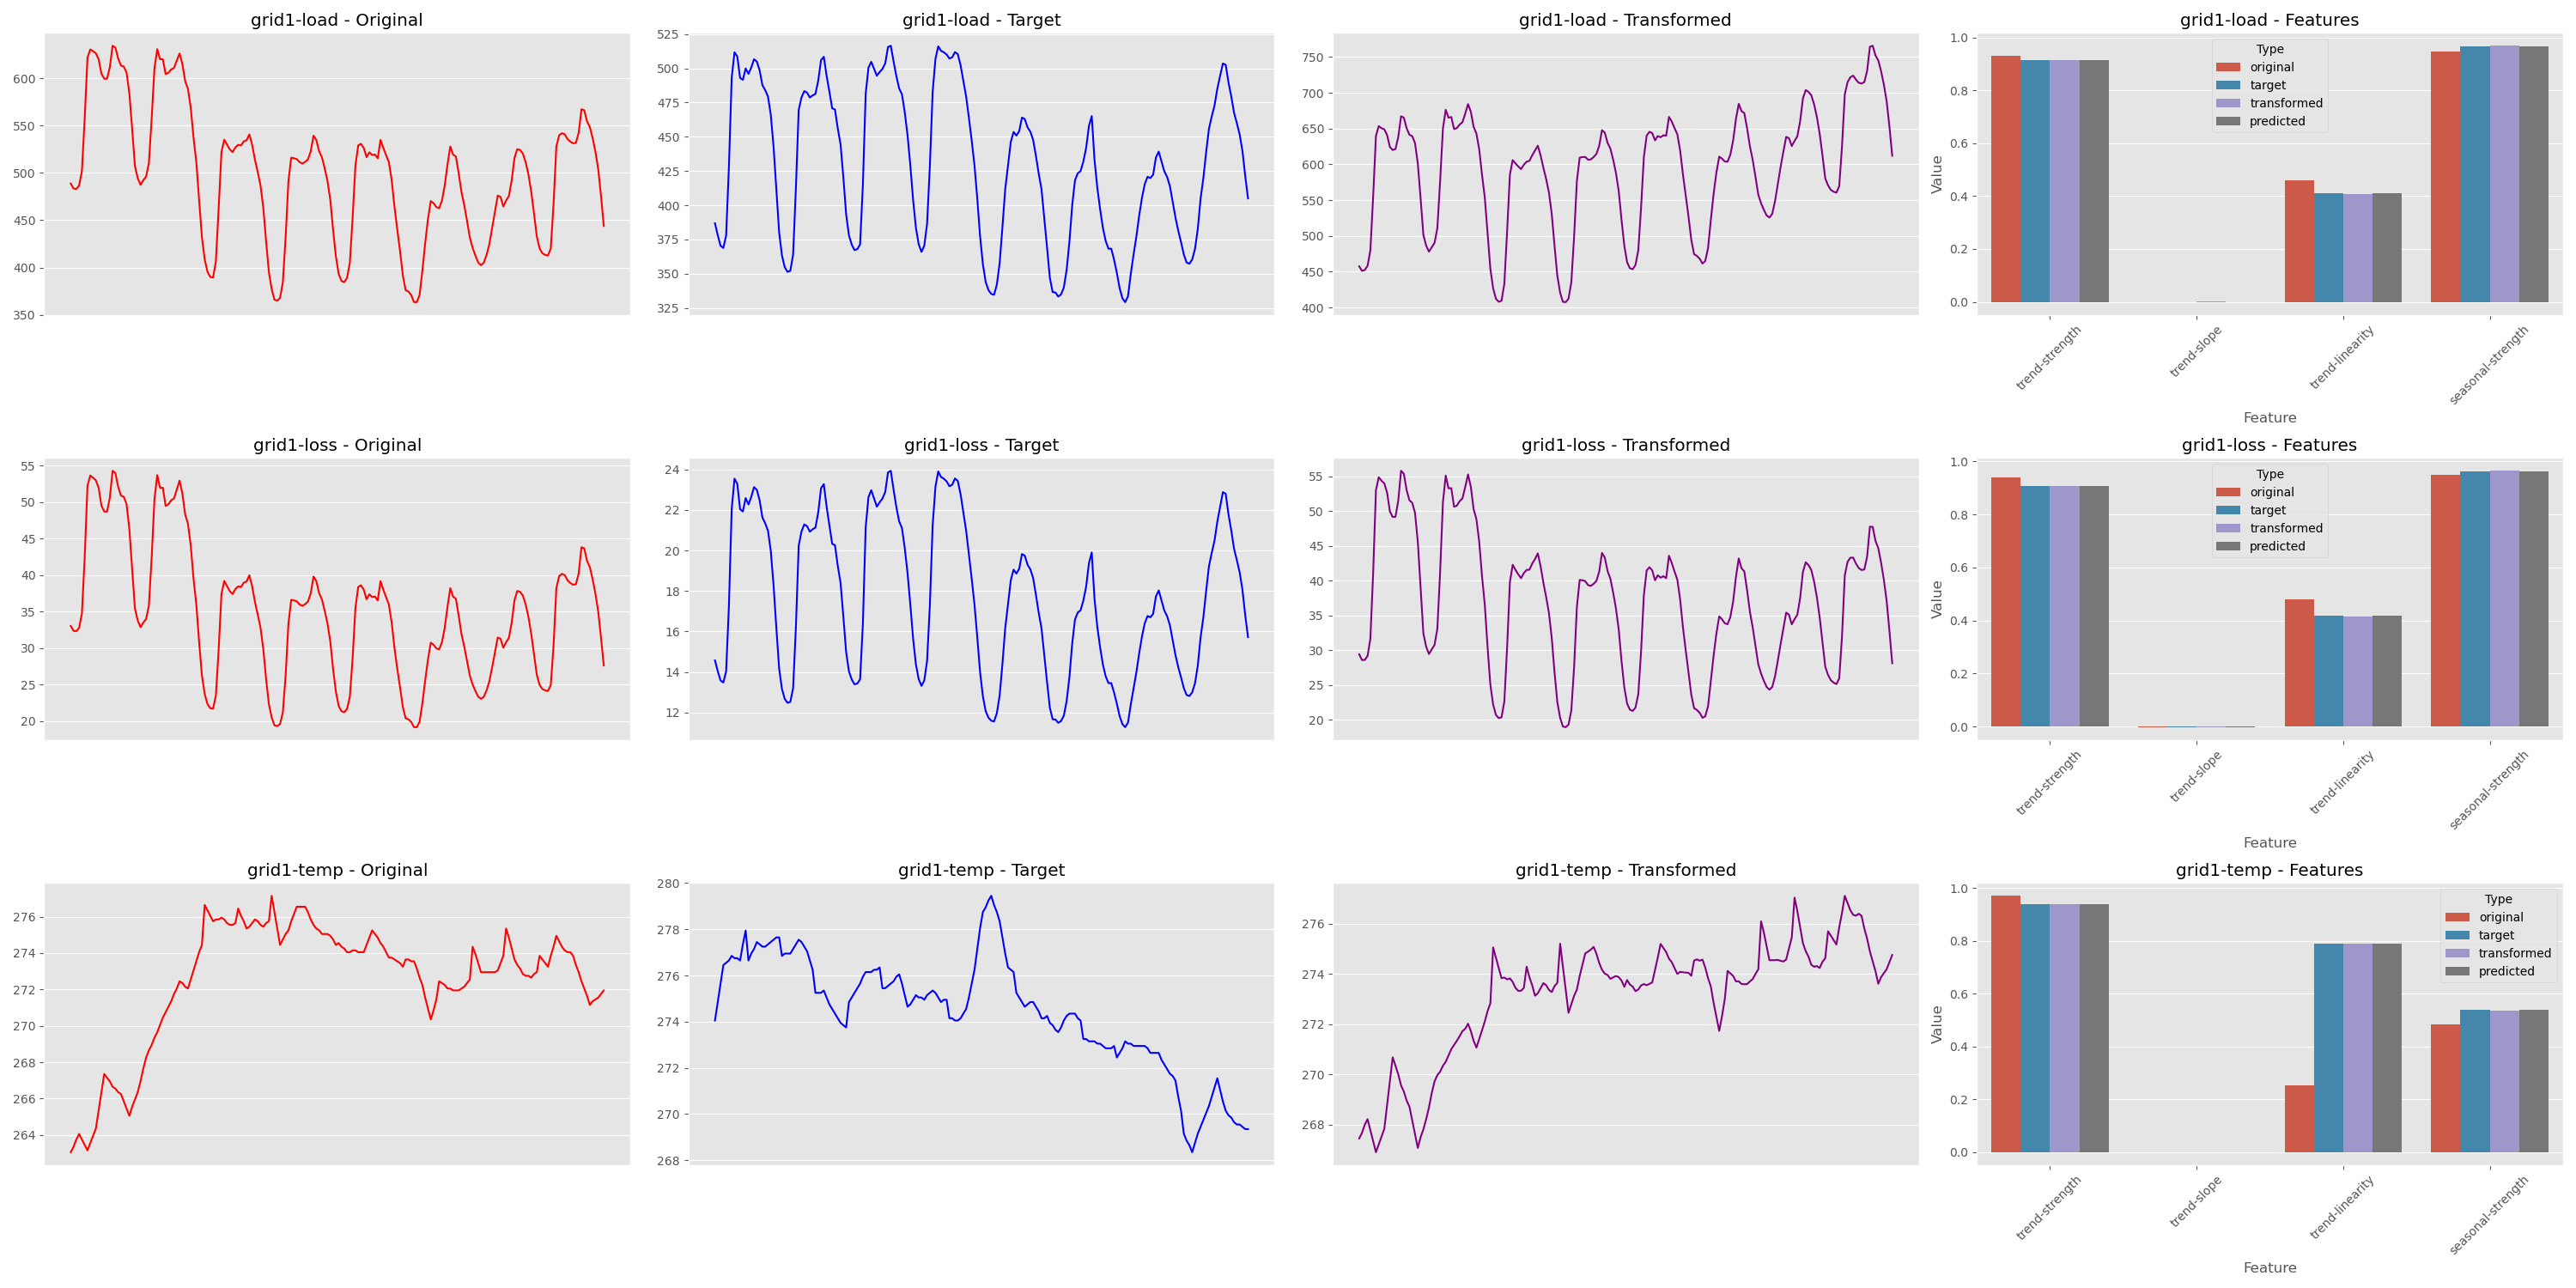 grid1-load - Original
600
550
500
450
400
350
grid1-load - Target
525
500
475
450
425
400
375
350
325
grid1-load - Transformed
750
700
650
600
550
500
450
400
grid1-load - Features
1.0
0.8
0.6
0.4
0.2
0.0
Value
Type
original
target
transformed
predicted
trend-strength
trend-slope
trend-linearity
seasonal-strength
Feature
grid1-loss - Original
55
50
45
40
35
30
25
20
grid1-loss - Target
24
22
20
18
16
14
12
grid1-loss - Transformed
55
50
45
40
35
30
25
20
grid1-loss - Features
1.0
0.8
0.6
0.4
0.2
0.0
Value
Type
original
target
transformed
predicted
trend-strength
trend-slope
trend-linearity
seasonal-strength
Feature
grid1-temp - Original
276
274
272
270
268
266
264
grid1-temp - Target
280
278
276
274
272
270
268
grid1-temp - Transformed
276
274
272
270
268
grid1-temp - Features
1.0
0.8
0.6
0.4
0.2
0.0
Value
Type
original
target
transformed
predicted
trend-strength
trend-slope
trend-linearity
seasonal-strength
Feature